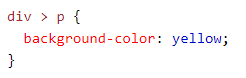 div > p {
  background-color: yellow;
}